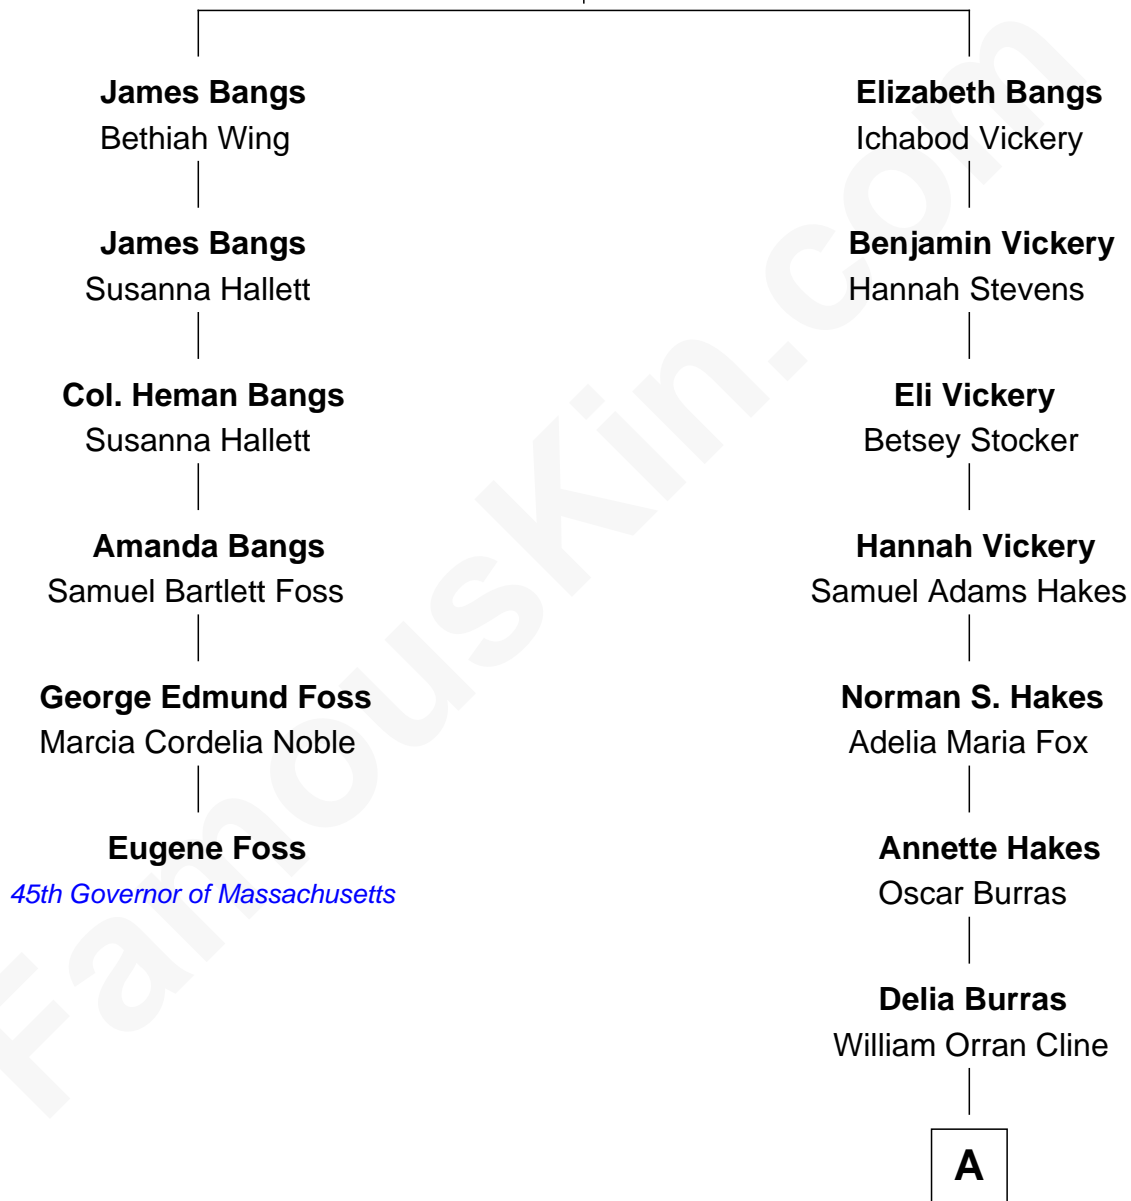 James Bangs
Bethiah Wing
James Bangs
Susanna Hallett
Col. Heman Bangs
Susanna Hallett
Amanda Bangs
Samuel Bartlett Foss
George Edmund Foss
Marcia Cordelia Noble
Eugene Foss
45th Governor of Massachusetts
Elizabeth Bangs
Ichabod Vickery
Benjamin Vickery
Hannah Stevens
Eli Vickery
Betsey Stocker
Hannah Vickery
Samuel Adams Hakes
Norman S. Hakes
Adelia Maria Fox
Annette Hakes
Oscar Burras
Delia Burras
William Orran Cline
A
FamousKin.com